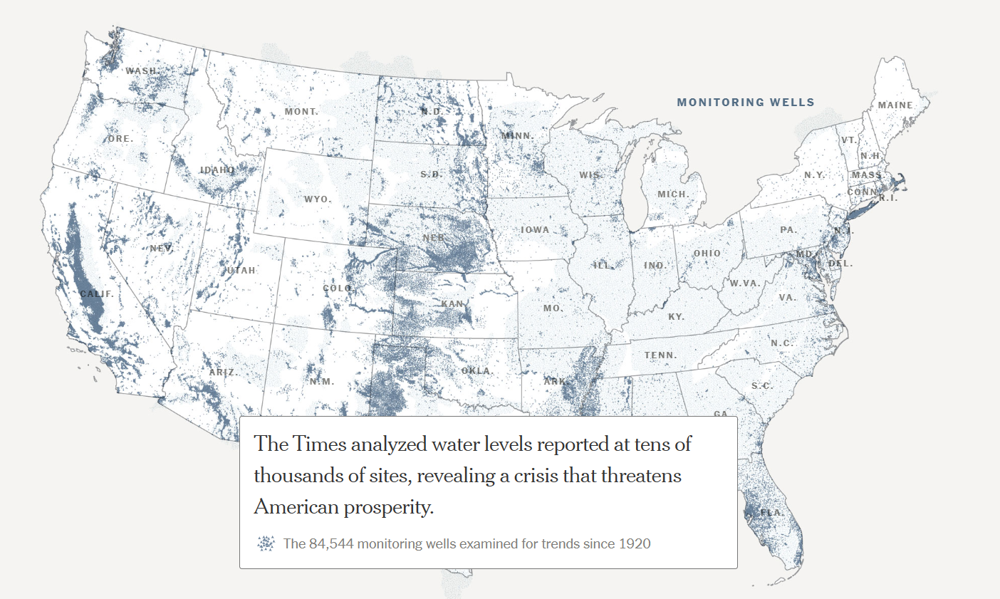 WASH.
MONT.
N.D.
MINN.
MONITORING WELLS
MAINE
ORE.
IDAHO
WYO.
S.D.
WIS.
MICH.
N.Y.
VT.
N.H.
MASS.
CONN.
R.I.
NEV.
UTAH
COLO.
NEB.
IOWA
ILL.
IND.
OHIO
PA.
N.J.
MD.
DEL.
CALIF.
KAN.
MO.
KY.
W.VA.
VA.
ARIZ.
N.M.
OKLA.
ARK.
TENN.
N.C.
S.C.
GA.
FLA.
The Times analyzed water levels reported at tens of
thousands of sites, revealing a crisis that threatens
American prosperity.
The 84,544 monitoring wells examined for trends since 1920